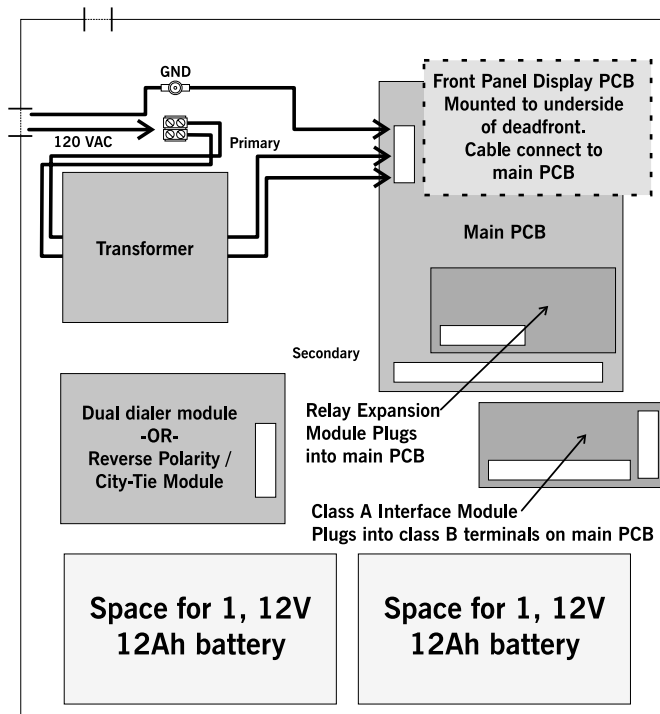 GND
120 VAC
Primary
Front Panel Display PCB
Mounted to underside
of deadfront.
Cable connect to
main PCB
Transformer
Main PCB
Secondary
Dual dialer module
-OR-
Reverse Polarity /
City-Tie Module
Relay Expansion
Module Plugs
into main PCB
Class A Interface Module
Plugs into class B terminals on main PCB
Space for 1, 12V
12Ah battery
Space for 1, 12V
12Ah battery